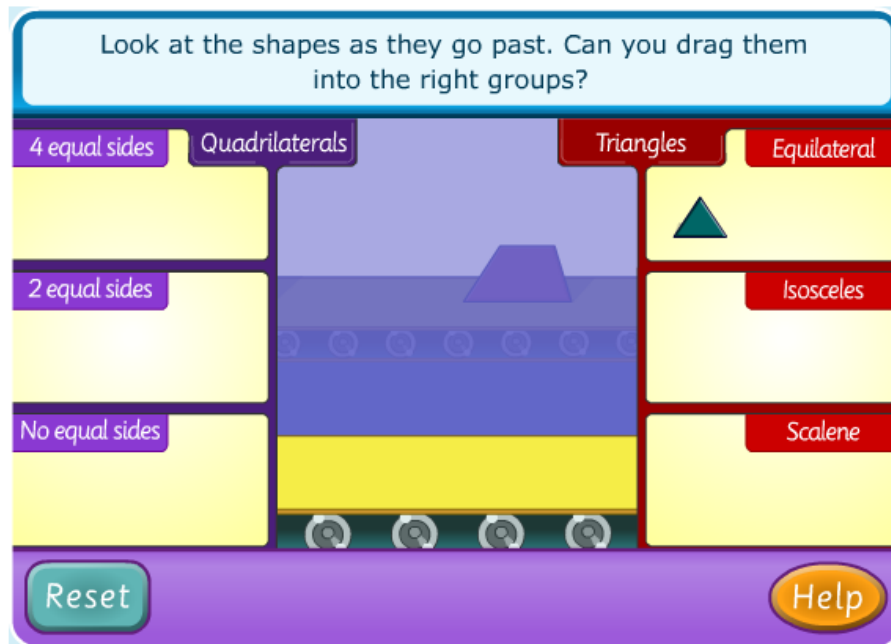 Look at the shapes as they go past. Can you drag them
into the right groups?
4 equal sides
Quadrilaterals
Triangles
Equilateral
2 equal sides
Isosceles
No equal sides
Scalene
Reset
Help